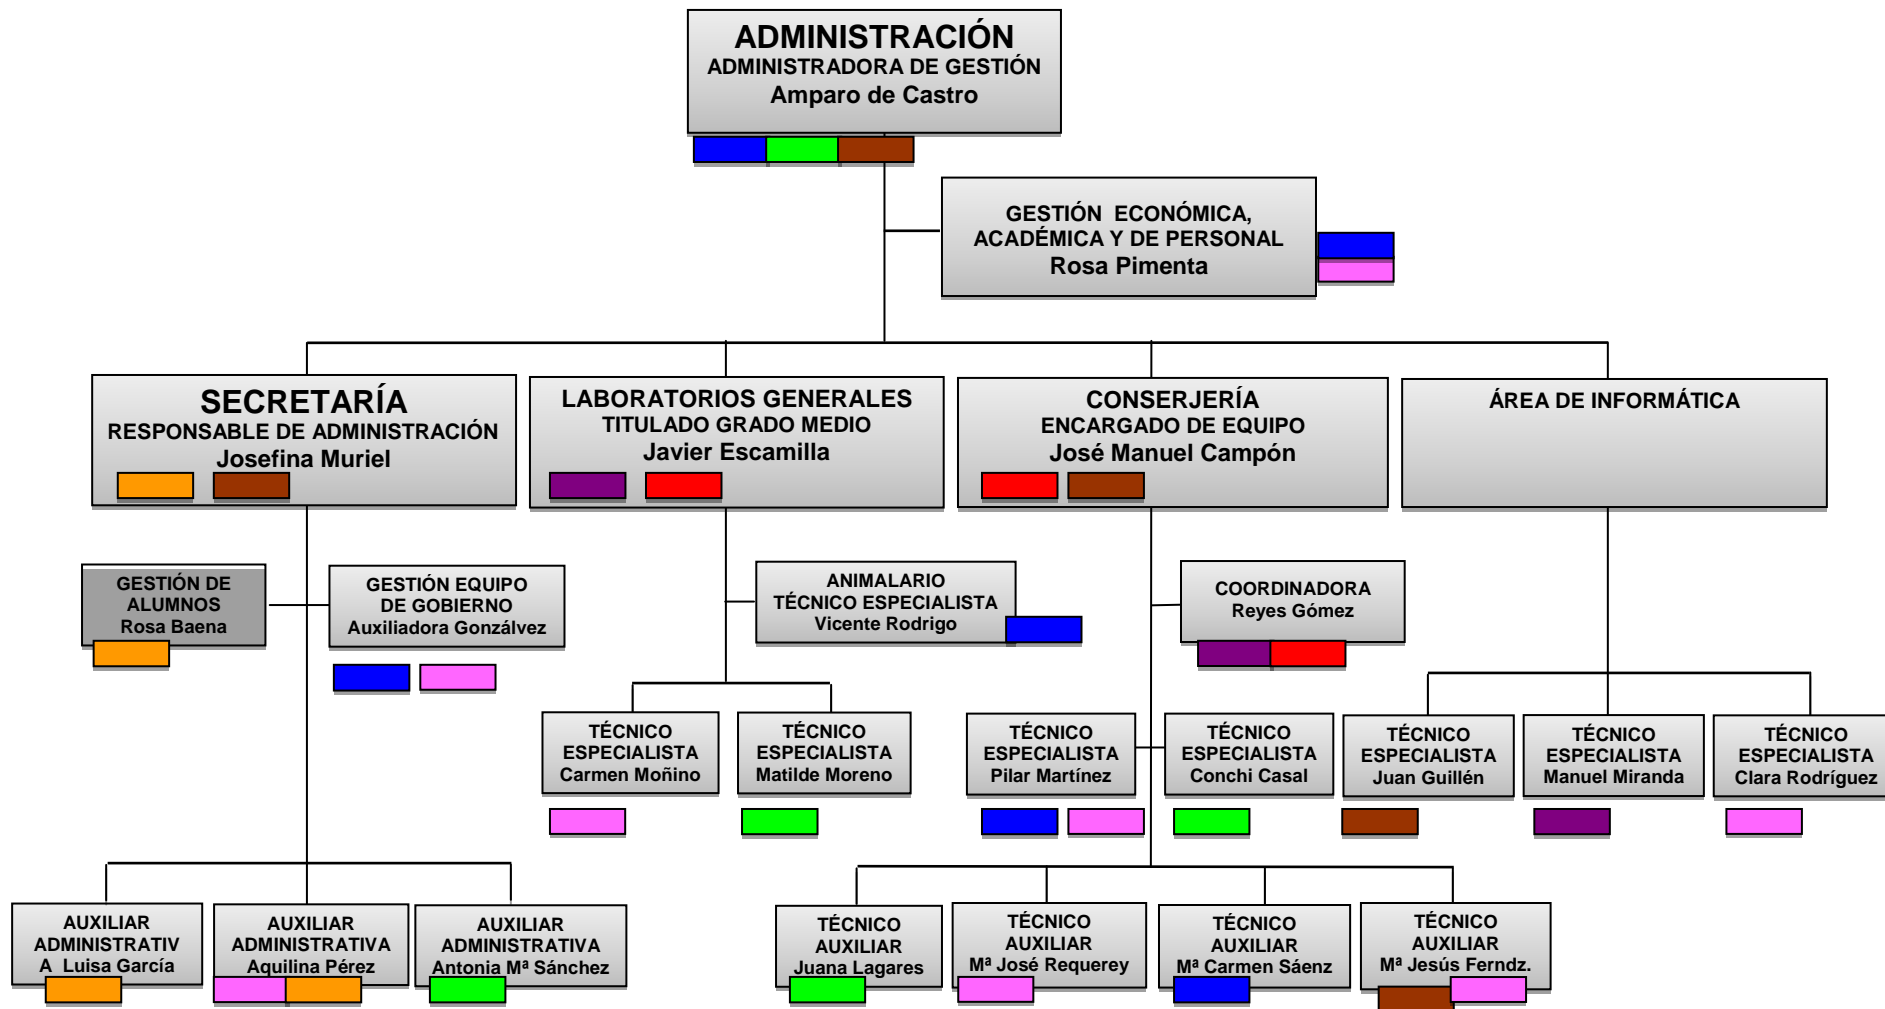 ADMINISTRACIÓN
ADMINISTRADORA DE GESTIÓN
Amparo de Castro
GESTIÓN ECONÓMICA,
ACADÉMICA Y DE PERSONAL
Rosa Pimenta
SECRETARÍA
RESPONSABLE DE ADMINISTRACIÓN
Josefina Muriel
LABORATORIOS GENERALES
TITULADO GRADO MEDIO
Javier Escamilla
CONSERJERÍA
ENCARGADO DE EQUIPO
José Manuel Campón
ÁREA DE INFORMÁTICA
GESTIÓN DE
ALUMNOS
Rosa Baena
GESTIÓN EQUIPO
DE GOBIERNO
Auxiliadora Gonzálvez
ANIMALARIO
TÉCNICO ESPECIALISTA
Vicente Rodrigo
COORDINADORA
Reyes Gómez
TÉCNICO
ESPECIALISTA
Carmen Moñino
TÉCNICO
ESPECIALISTA
Matilde Moreno
TÉCNICO
ESPECIALISTA
Pilar Martínez
TÉCNICO
ESPECIALISTA
Conchi Casal
TÉCNICO
ESPECIALISTA
Juan Guillén
TÉCNICO
ESPECIALISTA
Manuel Miranda
TÉCNICO
ESPECIALISTA
Clara Rodríguez
AUXILIAR
ADMINISTRATIV
A Luisa García
AUXILIAR
ADMINISTRATIVA
Aquilina Pérez
AUXILIAR
ADMINISTRATIVA
Antonia Mª Sánchez
TÉCNICO
AUXILIAR
Juana Lagares
TÉCNICO
AUXILIAR
Mª José Requerey
TÉCNICO
AUXILIAR
Mª Carmen Sáenz
TÉCNICO
AUXILIAR
Mª Jesús Ferndz.